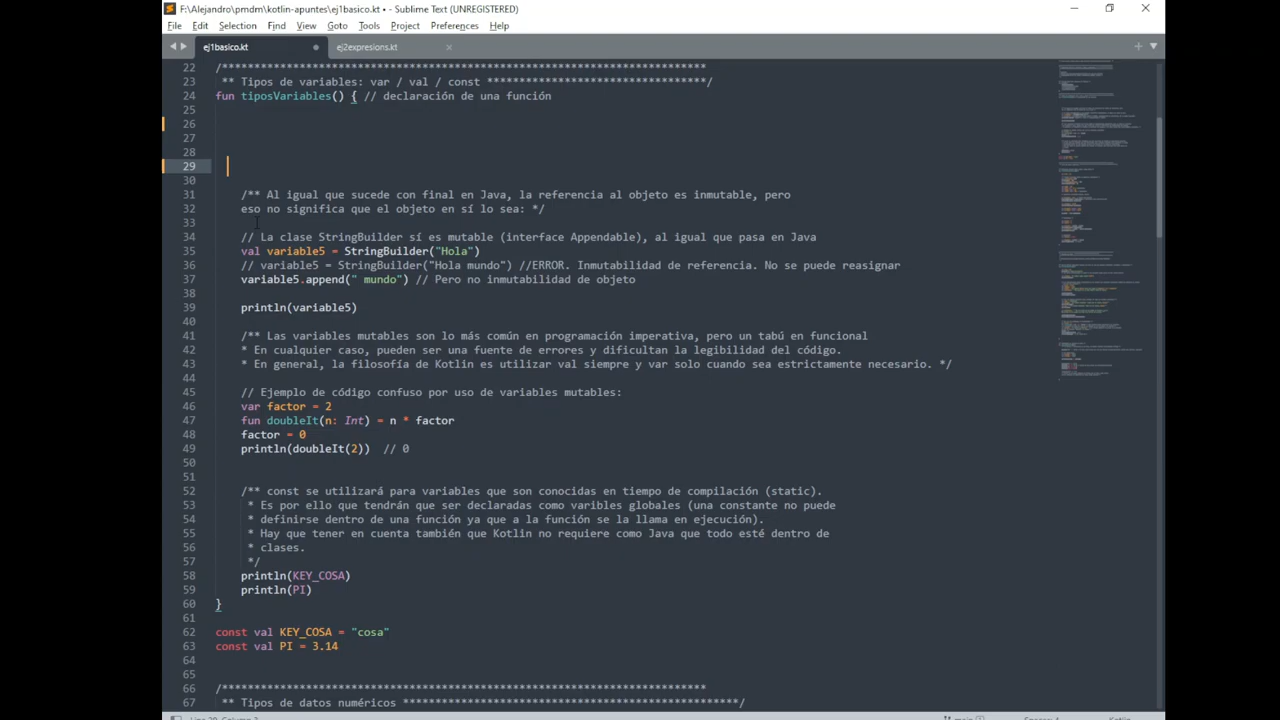 F:\Alejandro\pmdm\kotlin-apuntes\ej1basico.kt • - Sublime Text (UNREGISTERED)
File Edit Selection Find View Goto Tools Project Preferences Help
ej1basico.kt ej2expresions.kt
22 /***************************************************************************
23 ** Tipos de variables: var / val / const **********************************/
24 fun tiposVariables() { // declaración de una función
25
26
27
28
29
30
31 /** Al igual que sucede con final en Java, la referencia al objeto es inmutable, pero
32 eso no significa que el objeto en sí lo sea: */
33
34 // La clase StringBuilder sí es mutable (interface Appendable), al igual que pasa en Java
35 val variable5 = StringBuilder("Hola")
36 // variable5 = StringBuilder("Hola mundo") //ERROR. Inmutabilidad de referencia. No se puede reasignar
37 variable5.append(" mundo") // Pero no inmutabilidad de objeto
38
39 println(variable5)
40
41 /** Las variables mutables son lo más común en programación imperativa, pero un tabú en funcional
42 * En cualquier caso, pueden ser una fuente de errores y dificultan la legibilidad del código.
43 * En general, la filosofía de Kotlin es utilizar val siempre y var solo cuando sea estrictamente necesario. */
44
45 // Ejemplo de código confuso por uso de variables mutables:
46 var factor = 2
47 fun doubleIt(n: Int) = n * factor
48 factor = 0
49 println(doubleIt(2)) // 0
50
51
52 /** const se utilizará para variables que son conocidas en tiempo de compilación (static).
53 * Es por ello que tendrán que ser declaradas como varibles globales (una constante no puede
54 * definirse dentro de una función ya que a la función se la llama en ejecución).
55 * Hay que tener en cuenta también que Kotlin no requiere como Java que todo esté dentro de
56 * clases.
57 */
58 println(KEY_COSA)
59 println(PI)
60 }
61
62 const val KEY_COSA = "cosa"
63 const val PI = 3.14
64
65
66 /***************************************************************************
67 ** Tipos de datos numéricos **************************************/